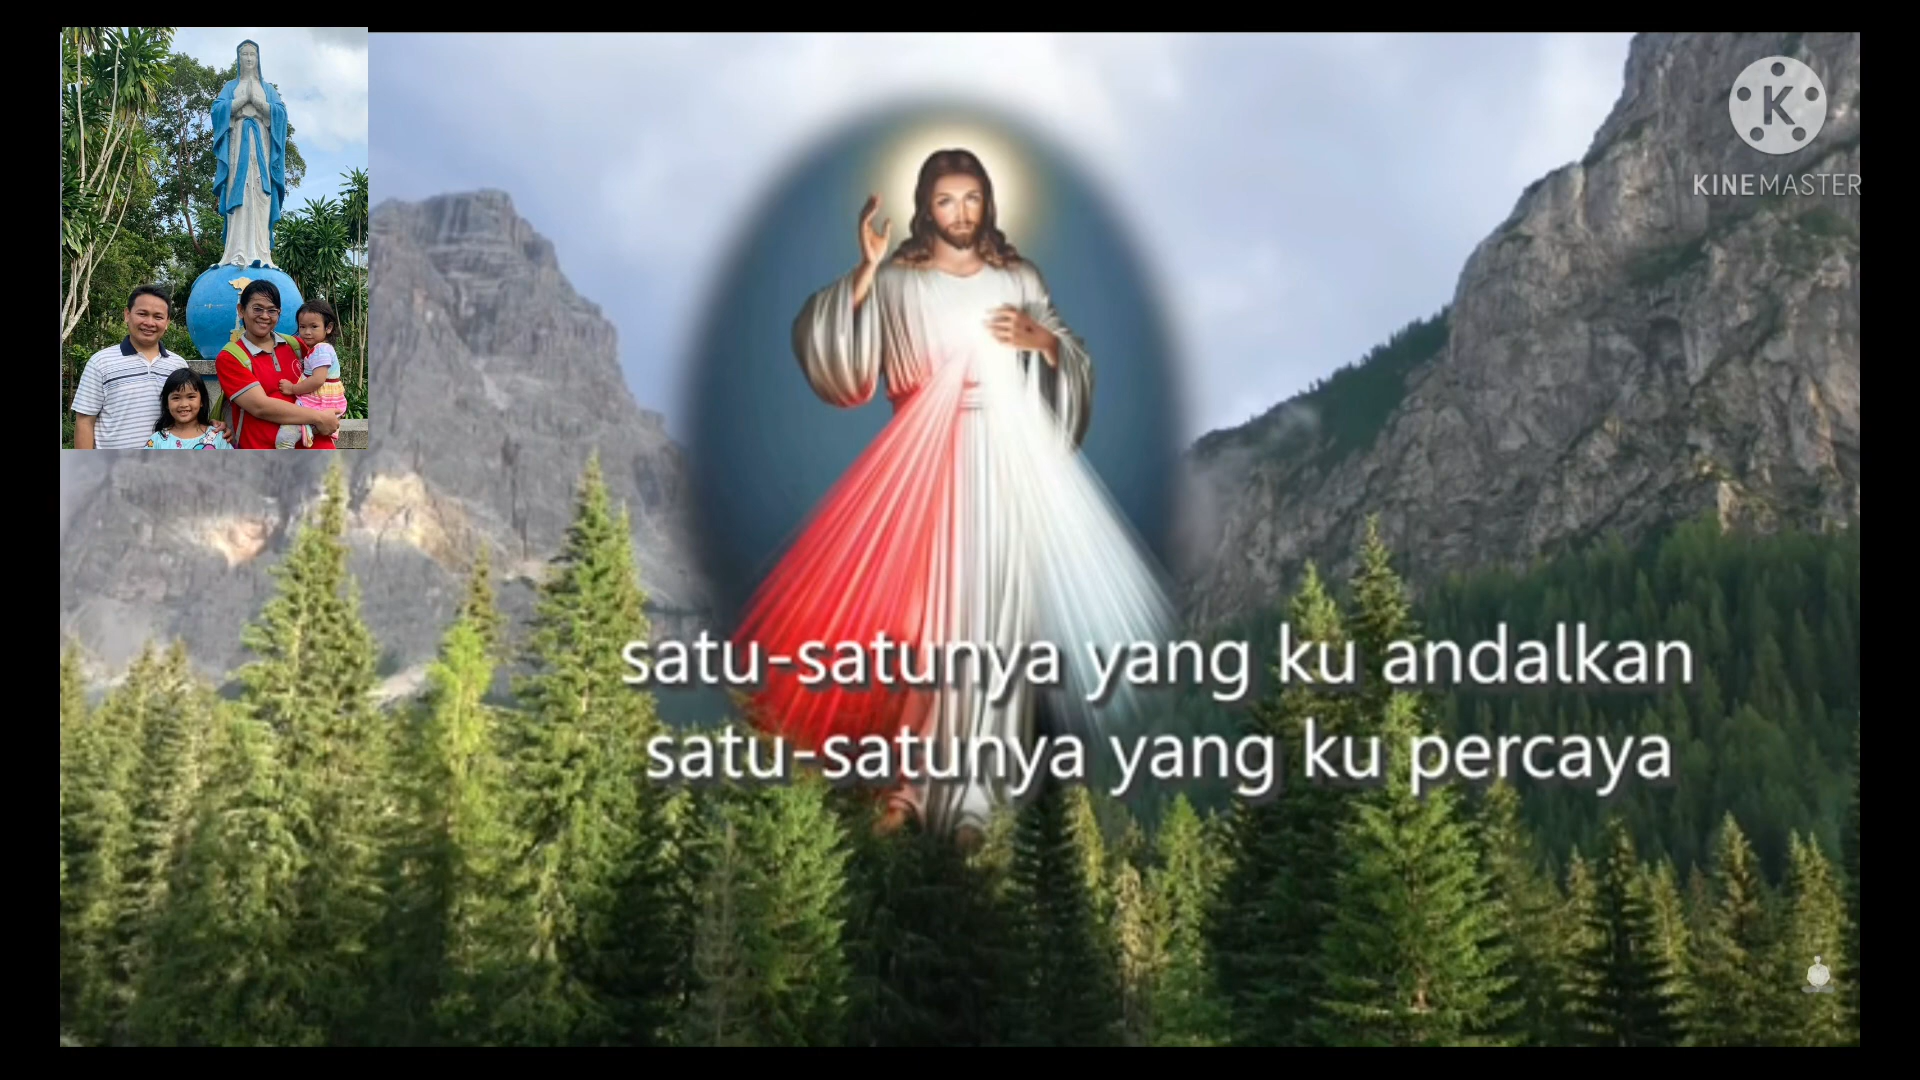 KINEMASTER
satu-satunya yang ku andalkan
satu-satunya yang ku percaya